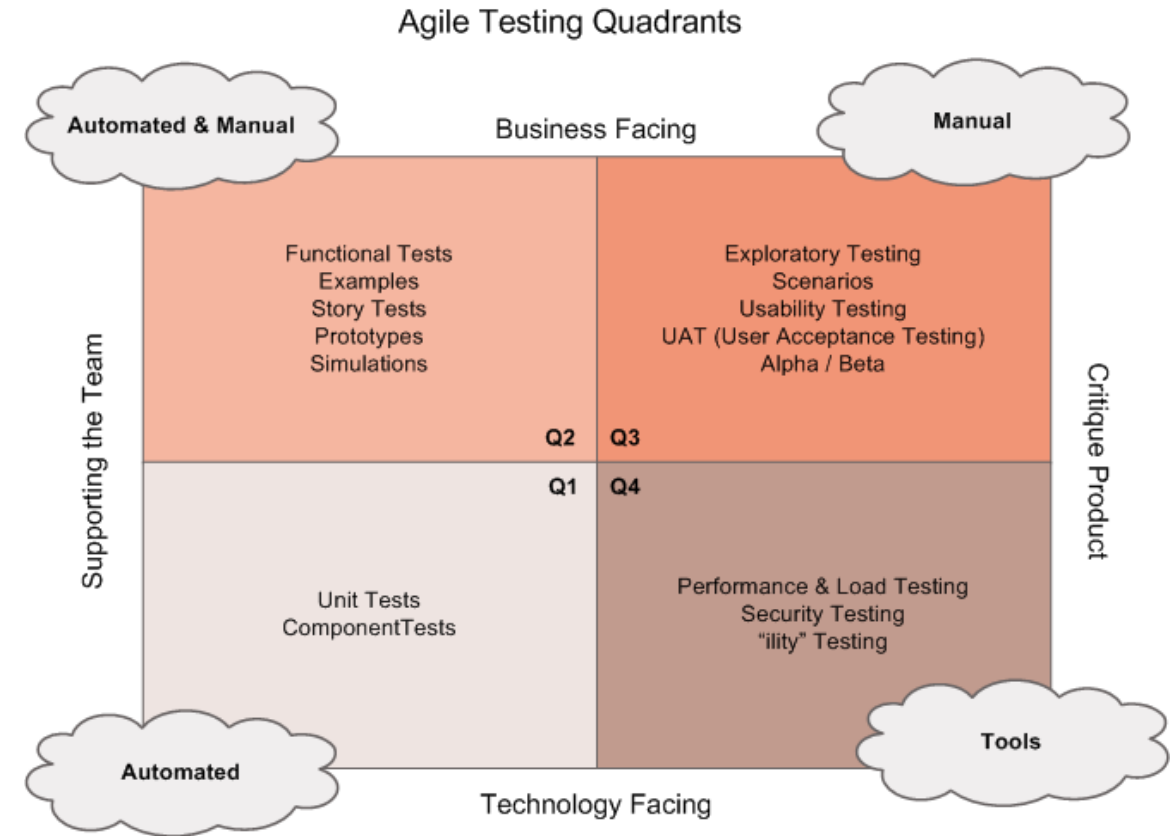 Agile Testing Quadrants
Automated & Manual
Business Facing
Manual
Functional Tests
Examples
Story Tests
Prototypes
Simulations
Exploratory Testing
Scenarios
Usability Testing
UAT (User Acceptance Testing)
Alpha / Beta
Supporting the Team
Critique Product
Q2
Q3
Q1
Q4
Unit Tests
ComponentTests
Performance & Load Testing
Security Testing
“ility” Testing
Automated
Technology Facing
Tools